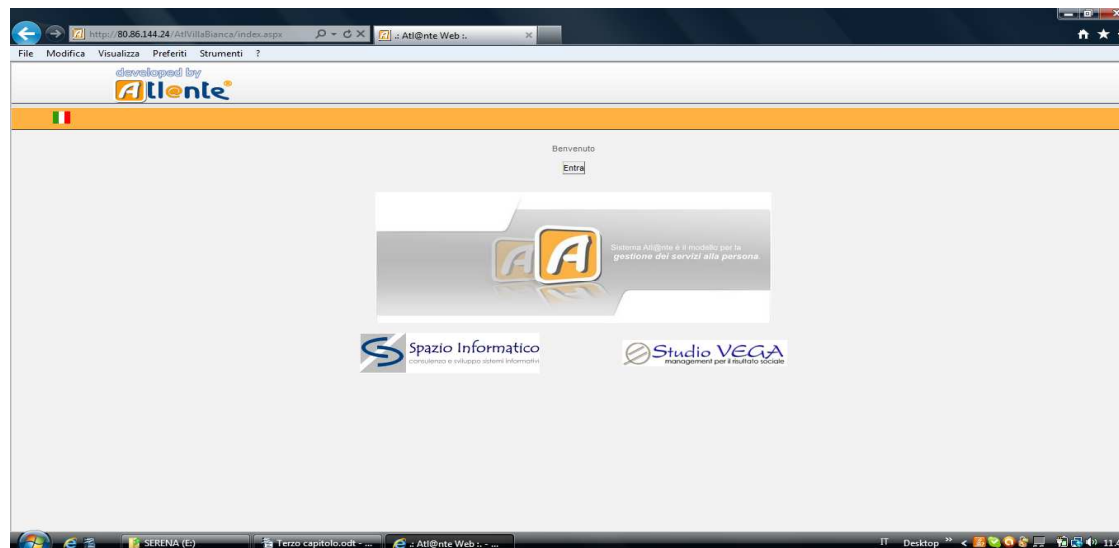 http://80.86.144.24/AtlVillaBianca/index.aspx
.: Atl@nte Web :.
File Modifica Visualizza Preferiti Strumenti ?
developed by
Atl@nte®
Benvenuto
Entra
Sistema Atl@nte è il modello per la
gestione dei servizi alla persona
Spazio Informatico
consulenza e sviluppo sistemi informativi
Studio VEGA
management per il risultato sociale
SERENA (E:) Terzo capitolo.odt - ... .: Atl@nte Web :. - ... IT Desktop